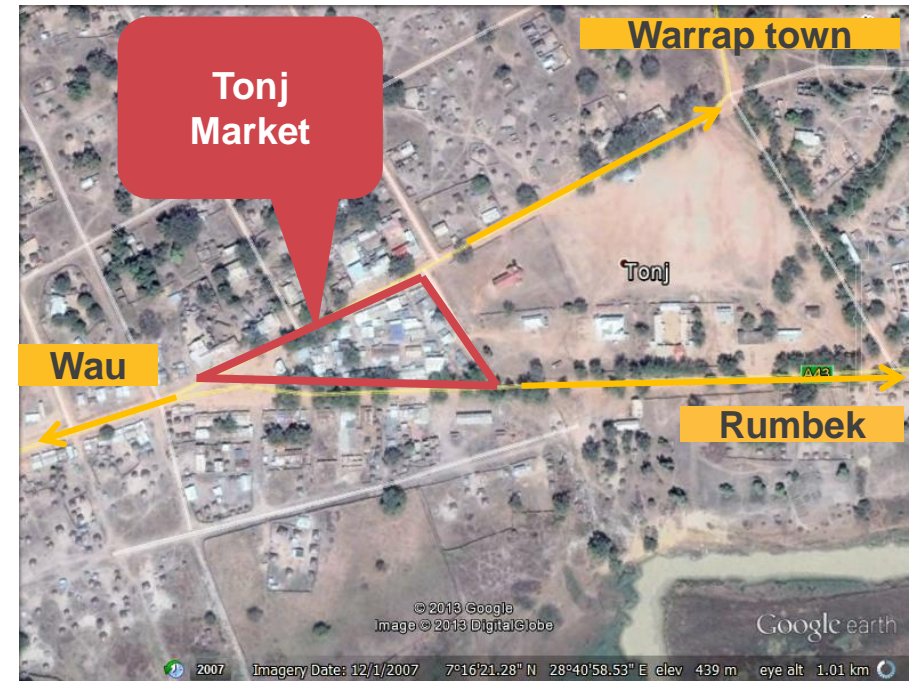 Warrap town
Tonj
Market
Tonj
Wau
A43
Rumbek
© 2013 Google
Image © 2013 DigitalGlobe
Google earth
2007 Imagery Date: 12/1/2007 7°16'21.28" N 28°40'58.53" E elev 439 m eye alt 1.01 km